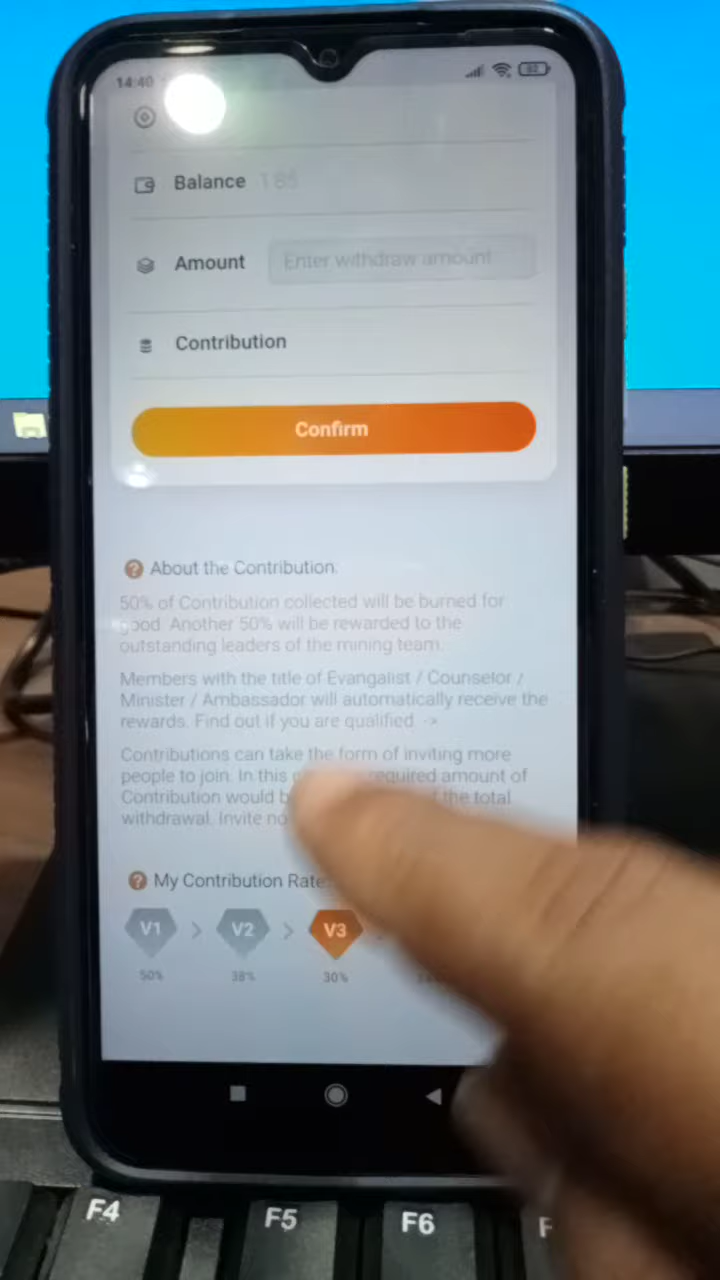 14:40
82
Balance 185
Amount Enter withdraw amount
Contribution
Confirm
About the Contribution:
50% of Contribution collected will be burned for
good. Another 50% will be rewarded to the
outstanding leaders of the mining team.
Members with the title of Evangelist / Counselor /
Minister / Ambassador will automatically receive the
rewards. Find out if you are qualified ->
Contributions can take the form of inviting more
people to join. In this required amount of
Contribution would the total
withdrawal. Invite
My Contribution Rate
V1 > V2 > V3
50% 38% 30%
F4 F5 F6 F